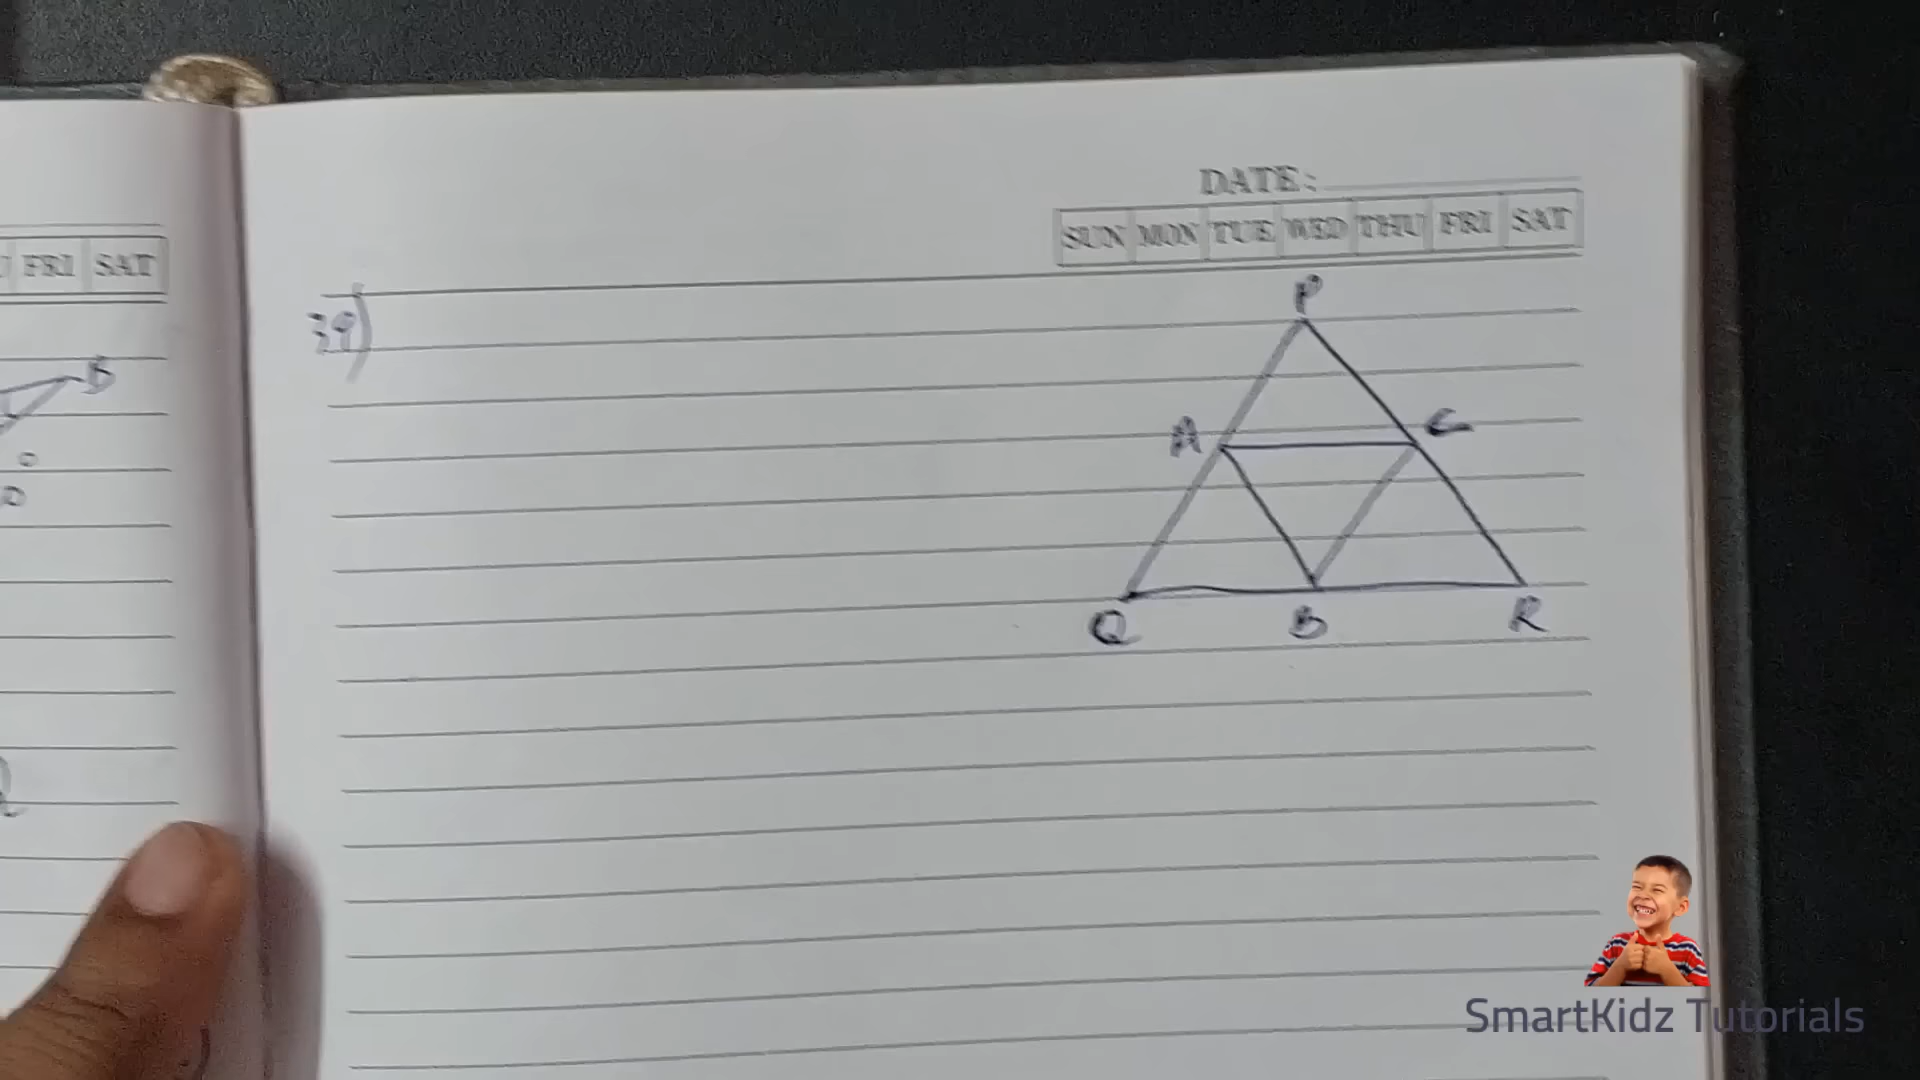 FRI SAT
B
DATE:
SUN MON TUE WED THU FRI SAT
39)
P
A C
Q B R
SmartKidz Tutorials